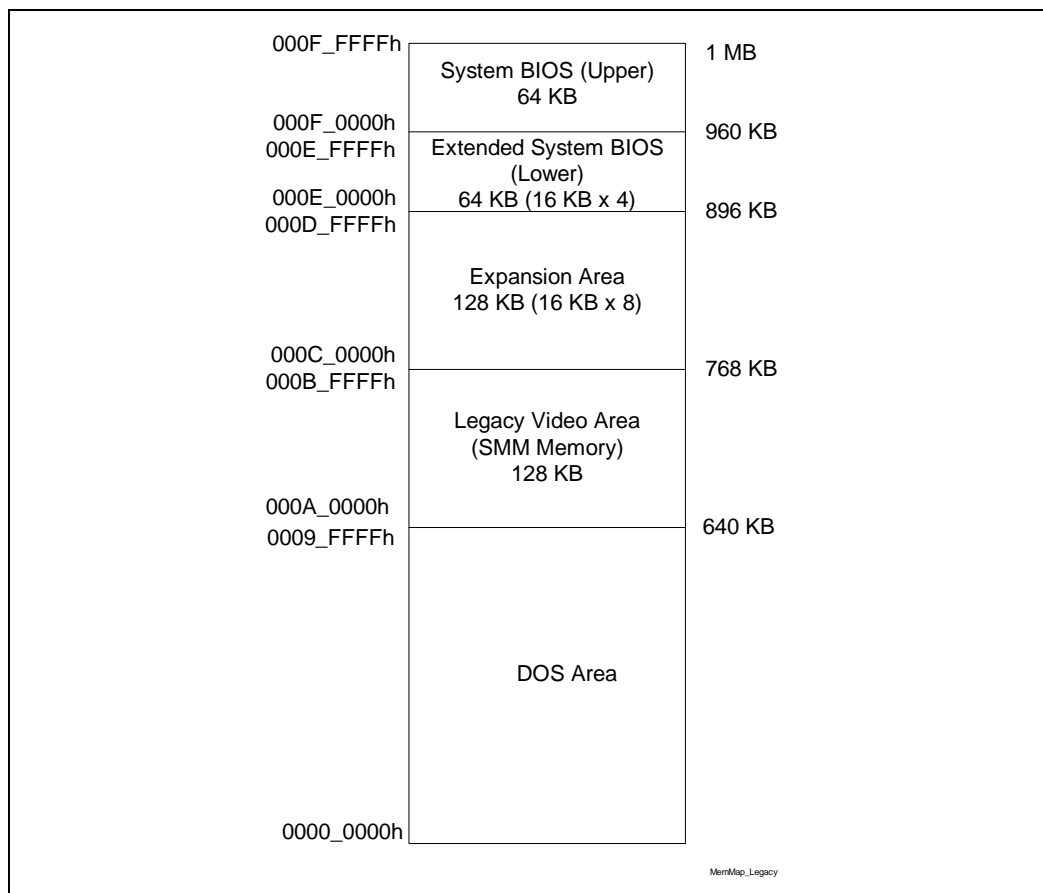 000F_FFFFh
1 MB
System BIOS (Upper)
64 KB
000F_0000h
960 KB
000E_FFFFh
Extended System BIOS
(Lower)
64 KB (16 KB x 4)
000E_0000h
896 KB
000D_FFFFh
Expansion Area
128 KB (16 KB x 8)
000C_0000h
768 KB
000B_FFFFh
Legacy Video Area
(SMM Memory)
128 KB
000A_0000h
640 KB
0009_FFFFh
DOS Area
0000_0000h
MemMap_Legacy